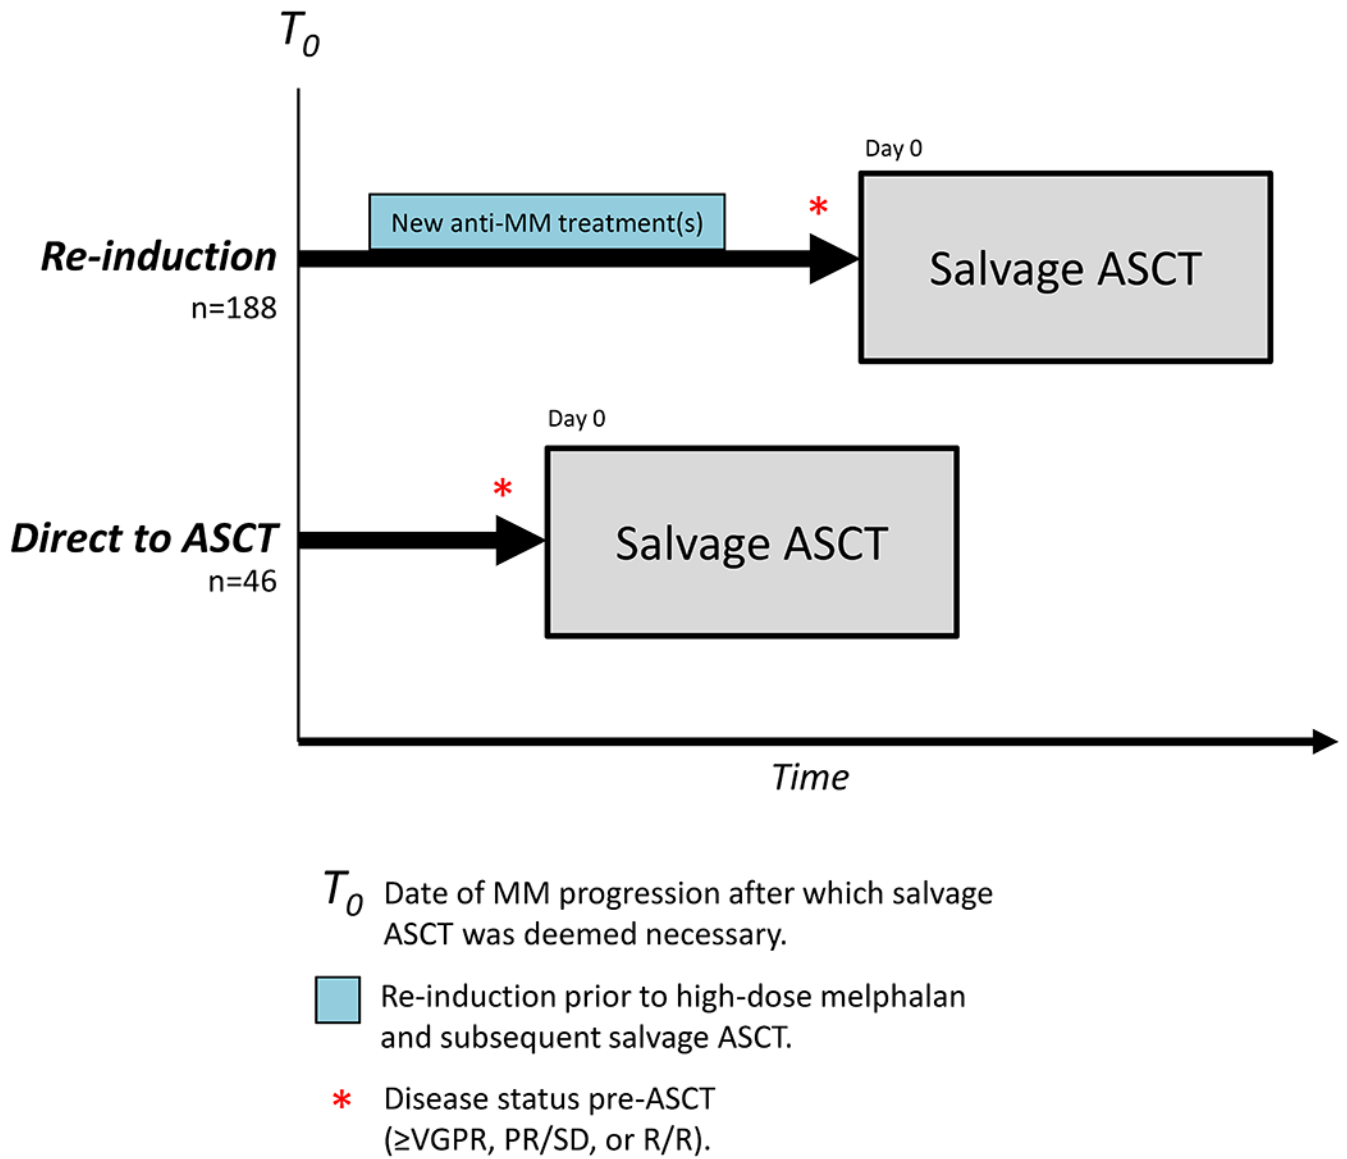 T0
Day 0
New anti-MM treatment(s)
*
Re-induction
Salvage ASCT
n=188
Day 0
*
Direct to ASCT
Salvage ASCT
n=46
Time
T0 Date of MM progression after which salvage
ASCT was deemed necessary.
Re-induction prior to high-dose melphalan
and subsequent salvage ASCT.
* Disease status pre-ASCT
(≥VGPR, PR/SD, or R/R).